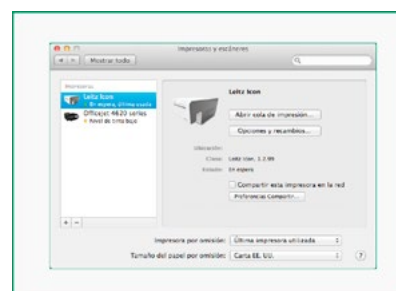 Impresoras y escáneres
Mostrar todo
Impresoras
Leitz Icon
En espera, Última usada
Officejet 4620 series
Nivel de tinta bajo
Leitz Icon
Abrir cola de impresión...
Opciones y recambios...
Ubicación:
Clase: Leitz Icon, 1.2.99
Estado: En espera
Compartir esta impresora en la red
Preferencias Compartir...
+ −
Impresora por omisión: Última impresora utilizada
Tamaño del papel por omisión: Carta EE. UU.
?